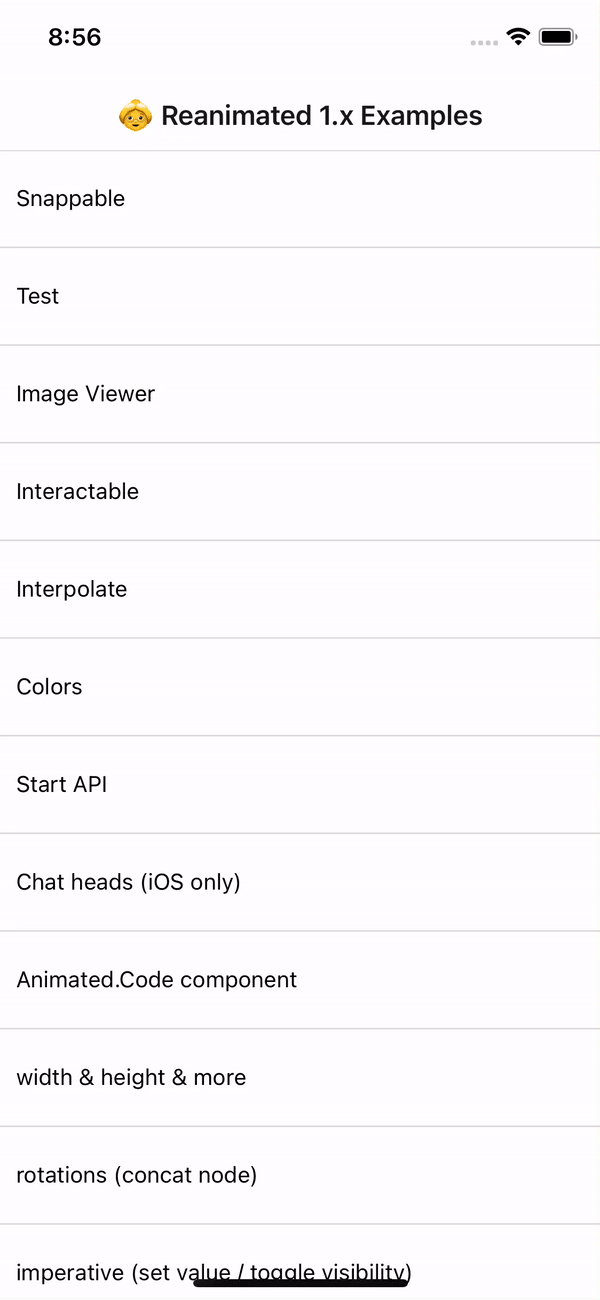 8:56
👵 Reanimated 1.x Examples
Snappable
Test
Image Viewer
Interactable
Interpolate
Colors
Start API
Chat heads (iOS only)
Animated.Code component
width & height & more
rotations (concat node)
imperative (set value / toggle visibility)